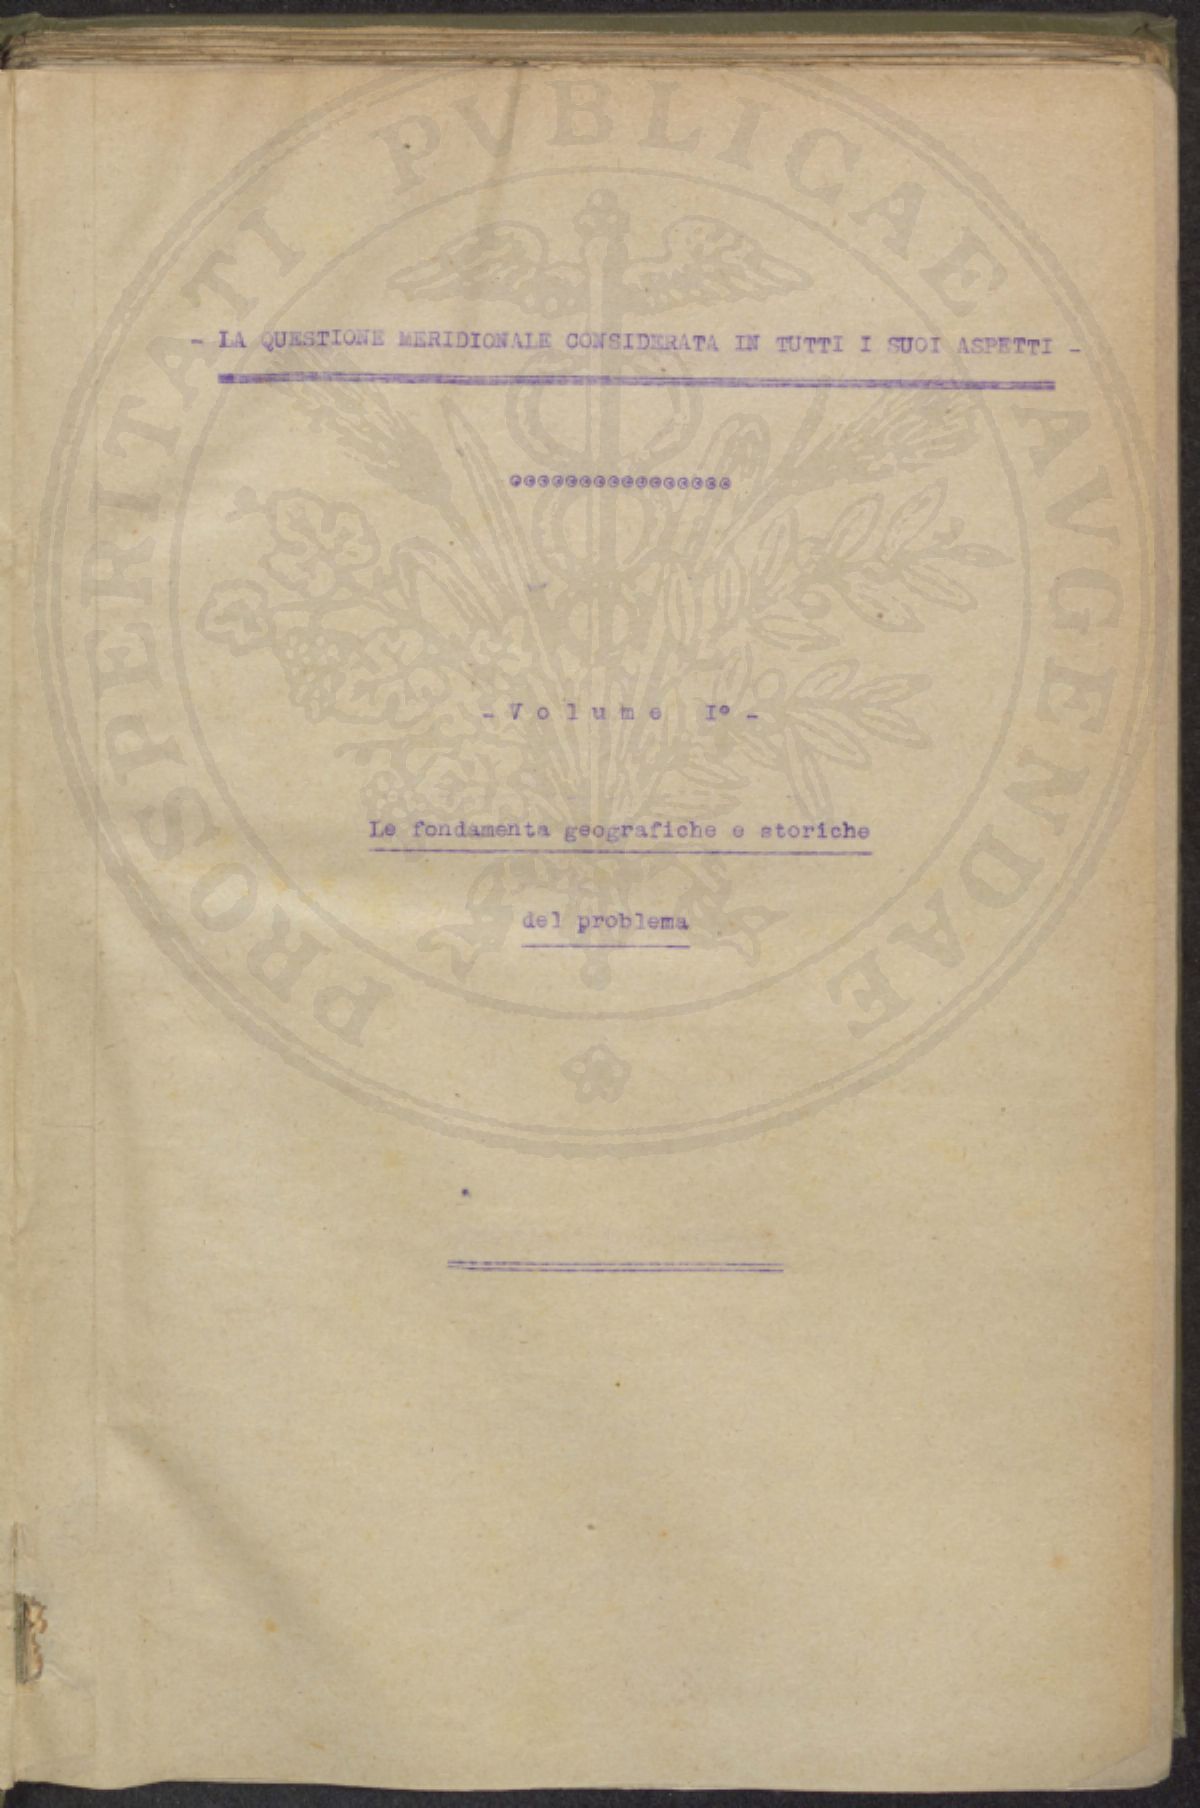 - LA QUESTIONE MERIDIONALE CONSIDERATA IN TUTTI I SUOI ASPETTI -
- Volume I° -
Le fondamenta geografiche e storiche
del problema
PROSPERITATI PVBLICAE AVGENDAE